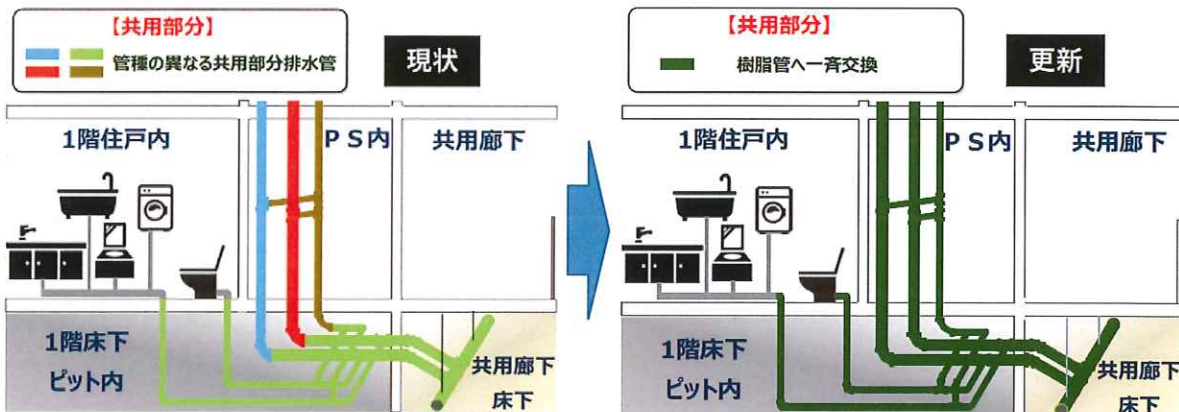 【共用部分】
管種の異なる共用部分排水管
現状
1階住戸内
PS内
共用廊下
1階床下
ピット内
共用廊下
床下
【共用部分】
樹脂管へ一斉交換
更新
1階住戸内
PS内
共用廊下
1階床下
ピット内
共用廊下
床下